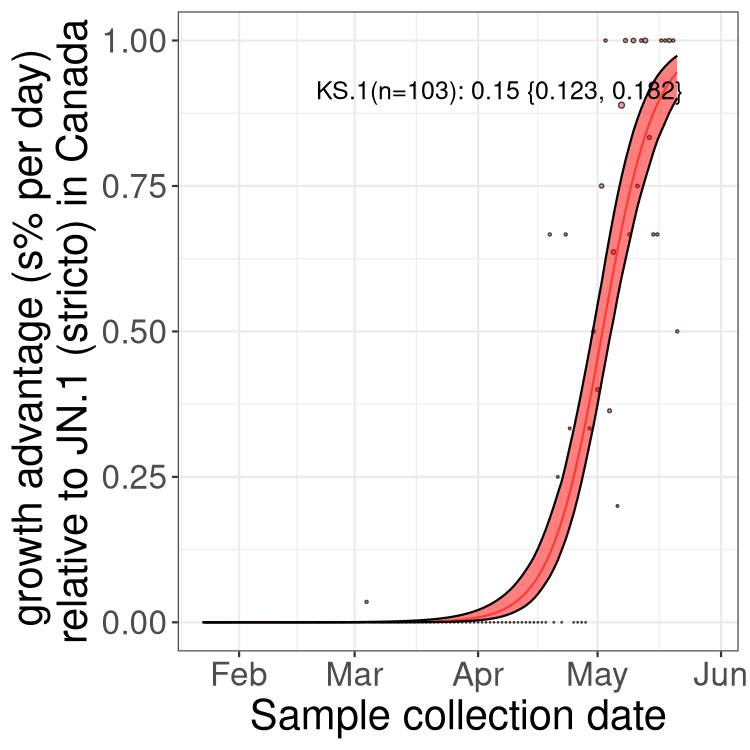 growth advantage (s% per day)
relative to JN.1 (stricto) in Canada
1.00
0.75
0.50
0.25
0.00
KS.1(n=103): 0.15 {0.123, 0.182}
Feb Mar Apr May Jun
Sample collection date